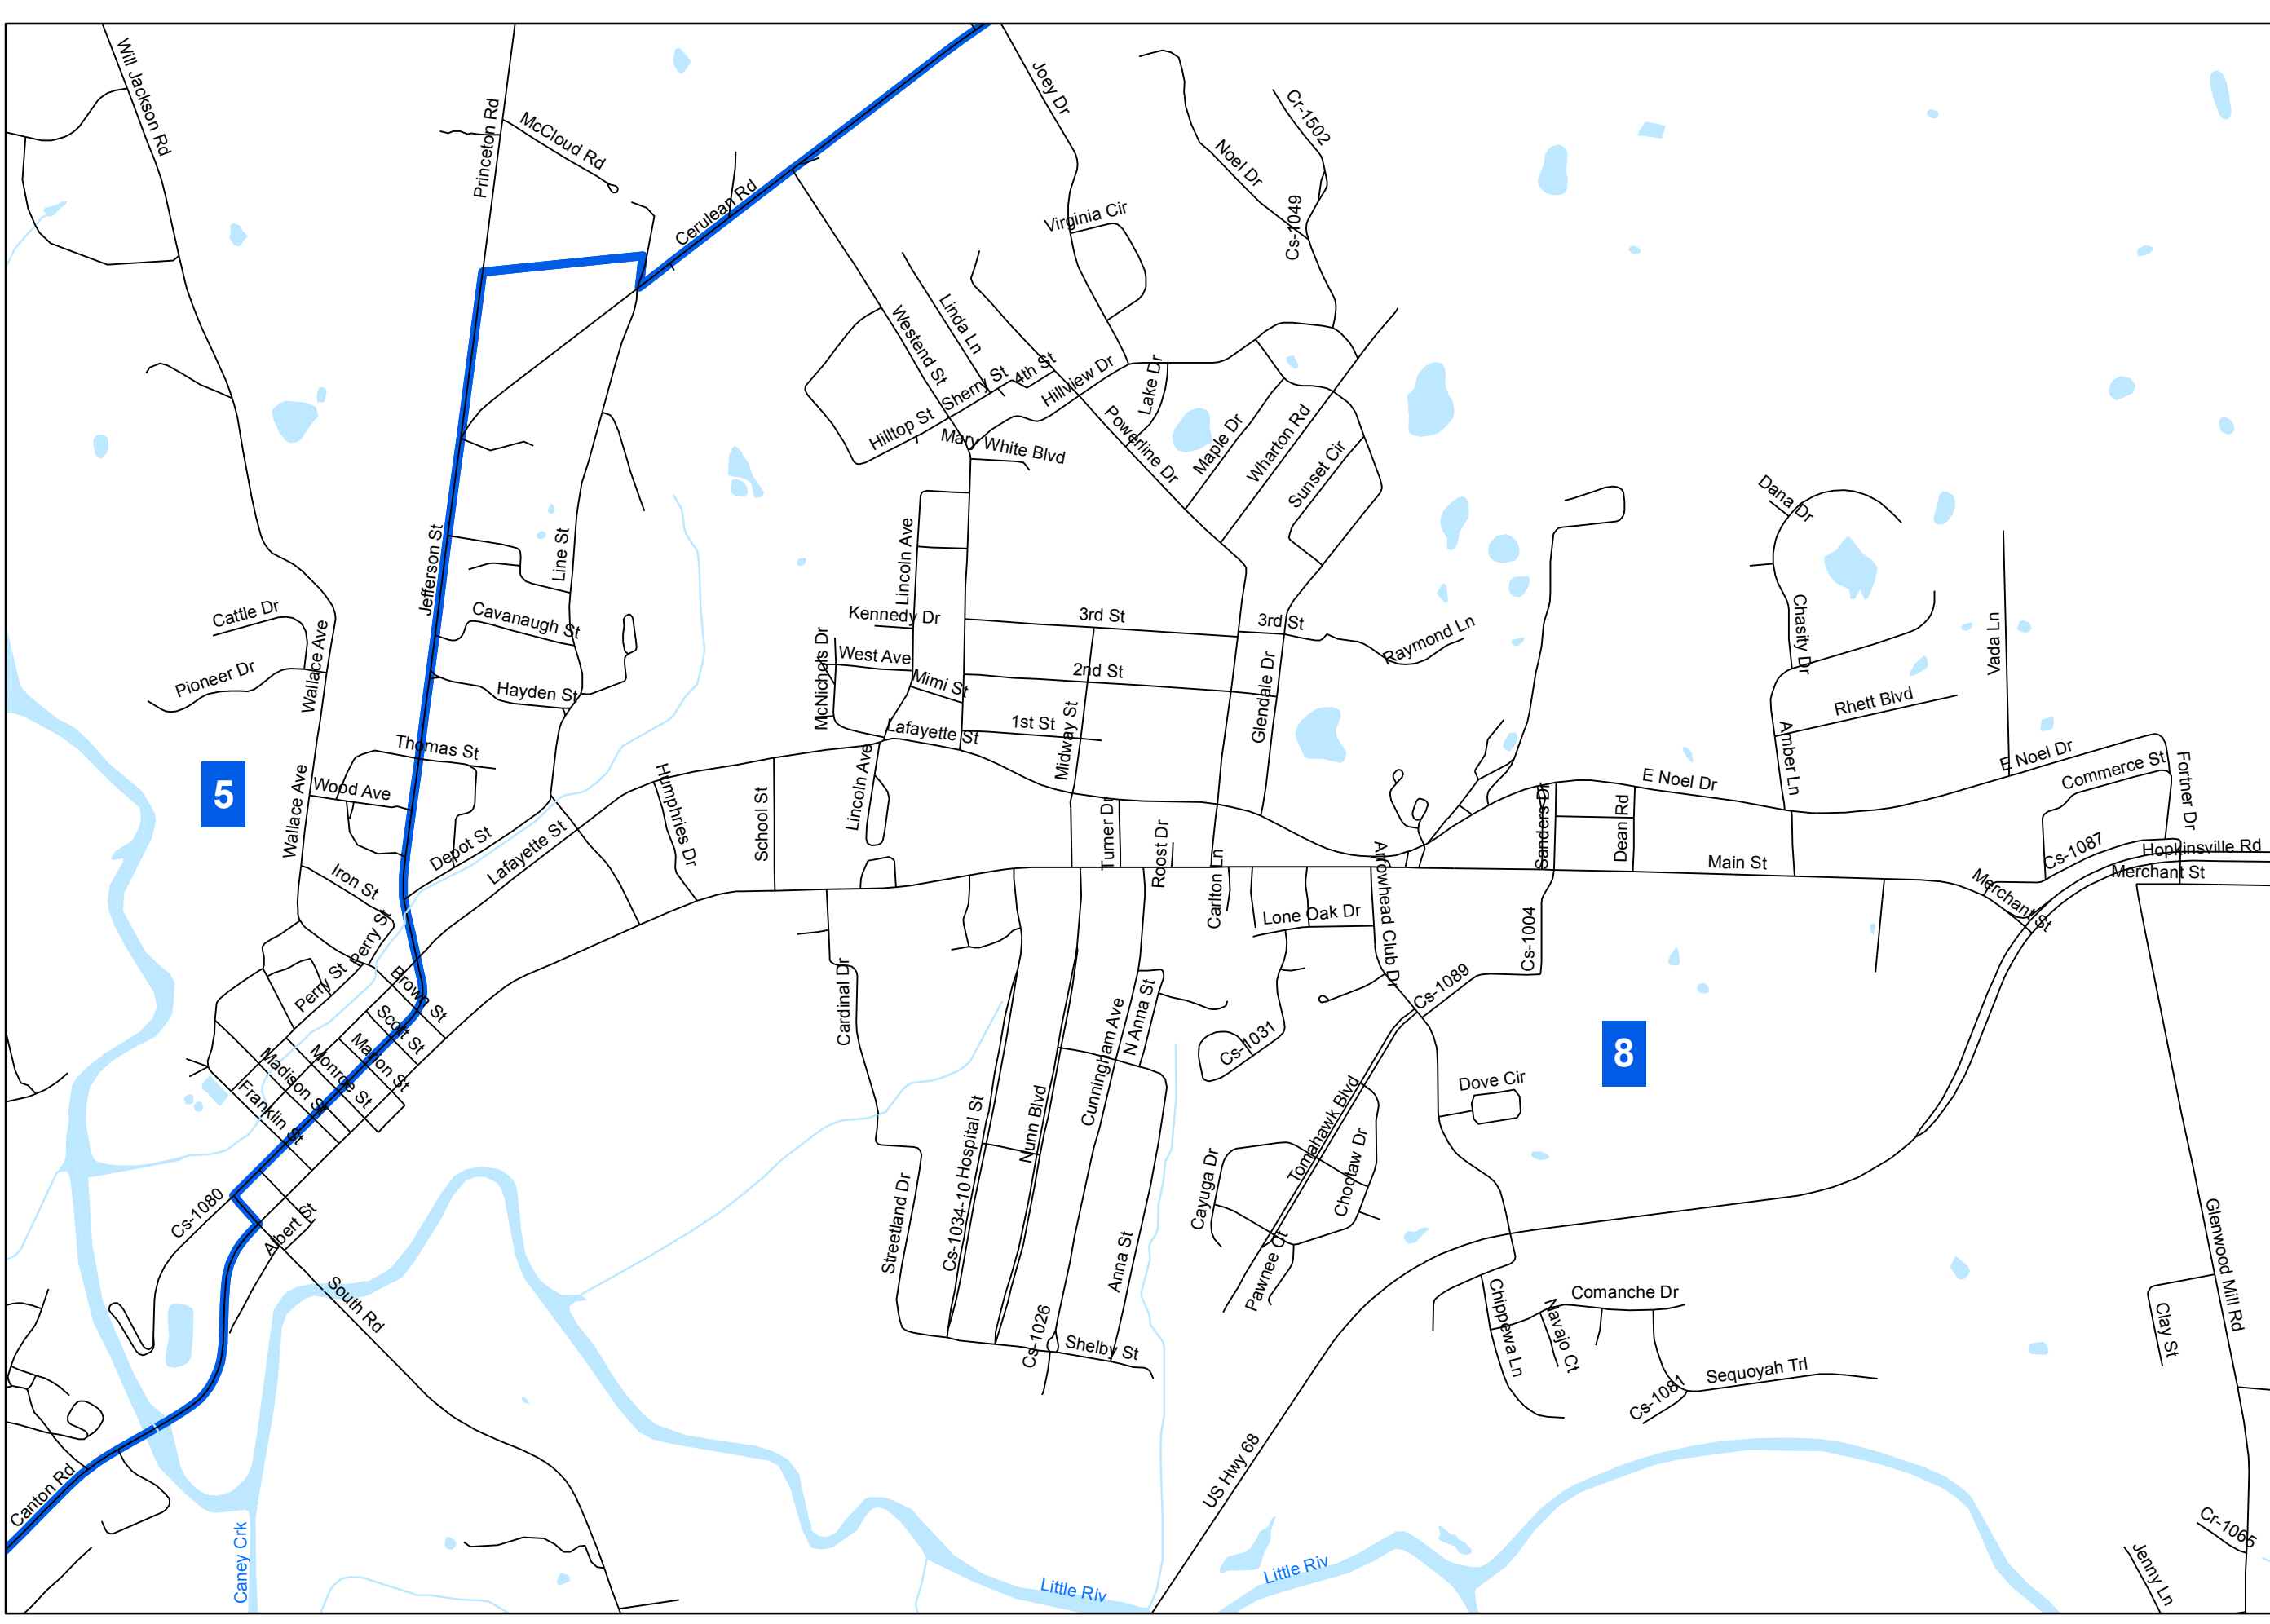 Will Jackson Rd
Princeton Rd
McCloud Rd
Cerulean Rd
Joey Dr
Noel Dr
Cr-1502
Cs-1049
Virginia Cir
Westend St
Linda Ln
Hilltop St
Sherry St
4th St
Hillview Dr
Lake Dr
Mary White Blvd
Powerline Dr
Maple Dr
Wharton Rd
Sunset Cir
Dana Dr
Jefferson St
Line St
Lincoln Ave
Cattle Dr
Pioneer Dr
Wallace Ave
Cavanaugh St
Hayden St
Kennedy Dr
McNichols Dr
West Ave
Mimi St
3rd St
3rd St
2nd St
1st St
Raymond Ln
Glendale Dr
Midway St
Chasity Dr
Vada Ln
Rhett Blvd
Amber Ln
Lafayette St
Thomas St
Wood Ave
Wallace Ave
5
Iron St
Depot St
Lafayette St
Humphries Dr
School St
Lincoln Ave
Turner Dr
Roost Dr
Carlton Ln
Arrowhead Club Dr
Lone Oak Dr
Sanders Dr
Dean Rd
E Noel Dr
E Noel Dr
Commerce St
Fortner Dr
Main St
Cs-1087
Hopkinsville Rd
Merchant St
Merchant St
Cs-1004
Cs-1089
Perry St
Perry St
Brown St
Scott St
Marion St
Monroe St
Madison St
Franklin St
Cardinal Dr
N Anna St
Cunningham Ave
Cs-1031
8
Dove Cir
Cs-1080
Albert St
South Rd
Streetland Dr
Cs-1034-10 Hospital St
Nunn Blvd
Anna St
Cs-1026
Shelby St
Cayuga Dr
Tomahawk Blvd
Choctaw Dr
Pawnee Ct
Chippewa Ln
Comanche Dr
Navajo Ct
Cs-1081
Sequoyah Trl
Glenwood Mill Rd
Clay St
US Hwy 68
Canton Rd
Caney Crk
Little Riv
Little Riv
Cr-1065
Jenny Ln